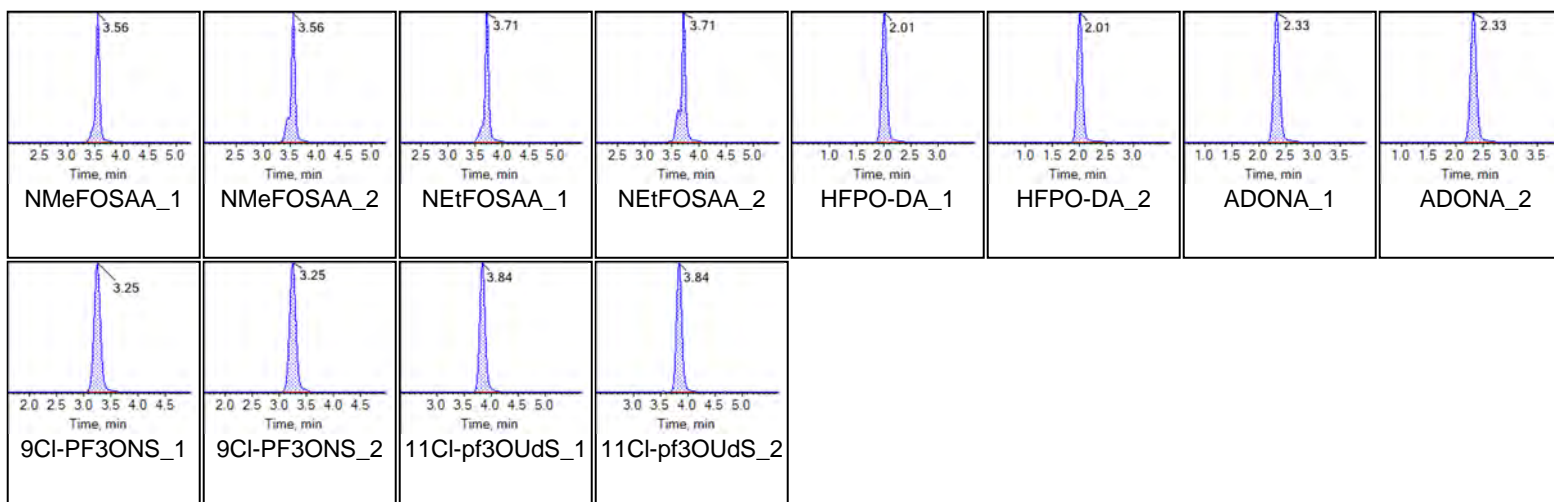 3.56 3.56 3.71 3.71 2.01 2.01 2.33 2.33
2.5 3.0 3.5 4.0 4.5 5.0 2.5 3.0 3.5 4.0 4.5 5.0 2.5 3.0 3.5 4.0 4.5 5.0 2.5 3.0 3.5 4.0 4.5 5.0 1.0 1.5 2.0 2.5 3.0 1.0 1.5 2.0 2.5 3.0 1.0 1.5 2.0 2.5 3.0 3.5 1.0 1.5 2.0 2.5 3.0 3.5
Time, min Time, min Time, min Time, min Time, min Time, min Time, min Time, min
NMeFOSAA_1 NMeFOSAA_2 NEtFOSAA_1 NEtFOSAA_2 HFPO-DA_1 HFPO-DA_2 ADONA_1 ADONA_2
3.25 3.25 3.84 3.84
2.0 2.5 3.0 3.5 4.0 4.5 2.0 2.5 3.0 3.5 4.0 4.5 3.0 3.5 4.0 4.5 5.0 3.0 3.5 4.0 4.5 5.0
Time, min Time, min Time, min Time, min
9Cl-PF3ONS_1 9Cl-PF3ONS_2 11Cl-pf3OUdS_1 11Cl-pf3OUdS_2